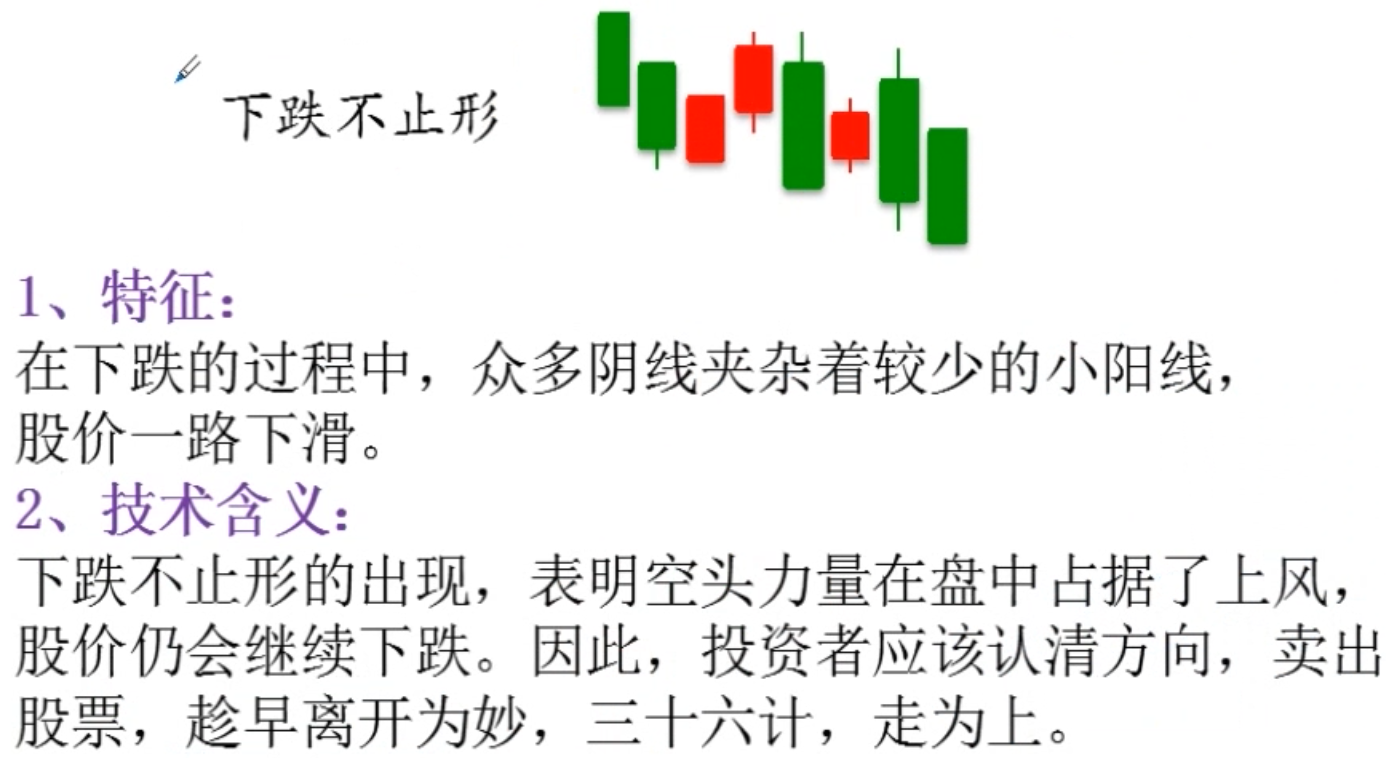 下跌不止形
1、特征：
在下跌的过程中，众多阴线夹杂着较少的小阳线，
股价一路下滑。
2、技术含义：
下跌不止形的出现，表明空头力量在盘中占据了上风，
股价仍会继续下跌。因此，投资者应该认清方向，卖出
股票，趁早离开为妙，三十六计，走为上。